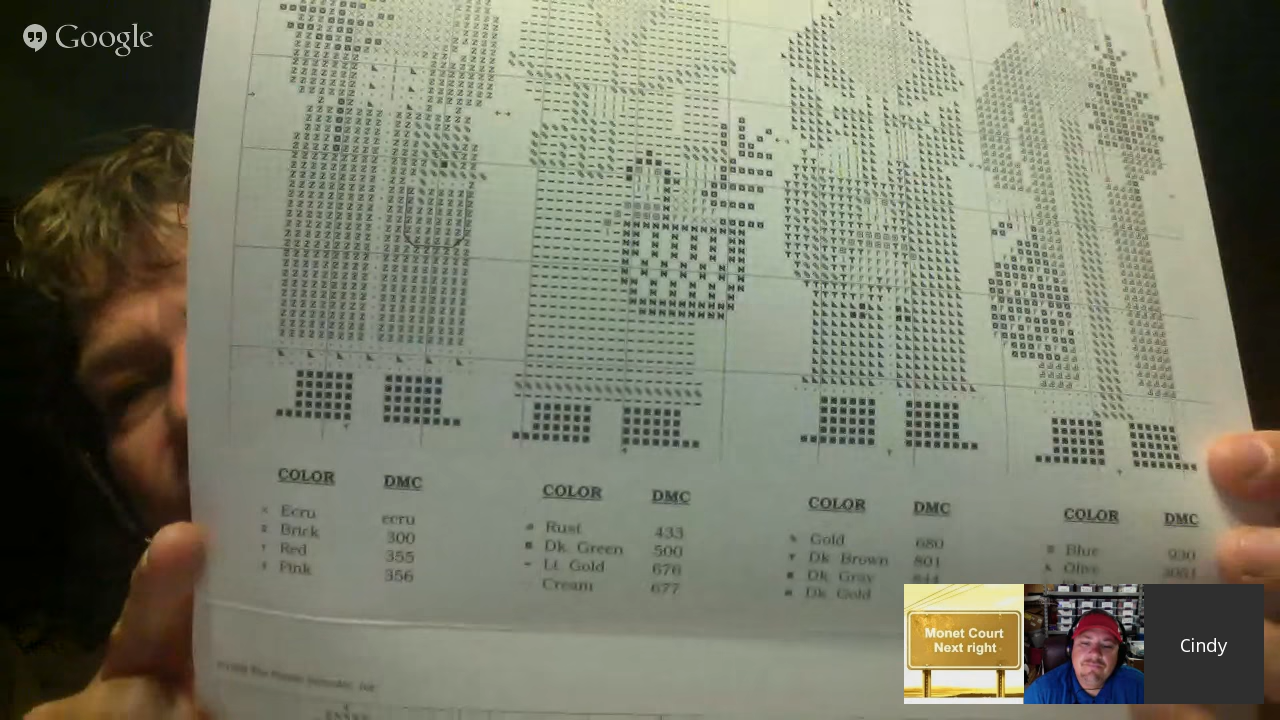 Google
COLOR DMC
Ecru ecru
Brick 300
Red 355
Pink 356
COLOR DMC
Rust 433
Dk. Green 500
Lt. Gold 676
Cream 677
COLOR DMC
Gold 680
Dk Brown 801
Dk Gray 844
Dk Gold
COLOR DMC
Blue 930
Olive
Monet Court
Next right
Cindy